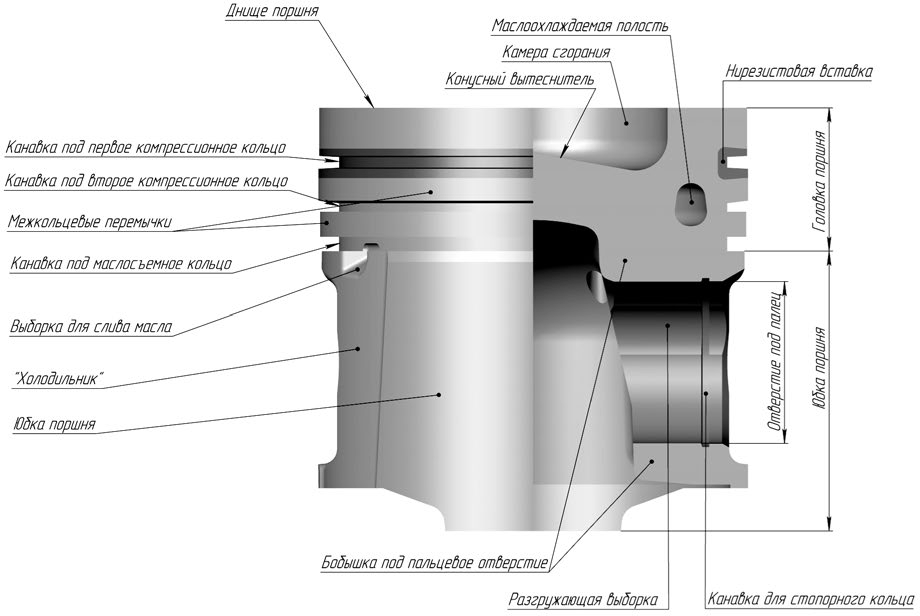 Днище поршня
Маслоохлаждаемая полость
Камера сгорания
Конусный вытеснитель
Нирезистовая вставка
Канавка под первое компрессионное кольцо
Канавка под второе компрессионное кольцо
Межкольцевые перемычки
Канавка под маслосъемное кольцо
Выборка для слива масла
"Холодильник"
Юбка поршня
Головка поршня
Отверстие под палец
Юбка поршня
Бобышка под пальцевое отверстие
Разгружающая выборка
Канавка для стопорного кольца